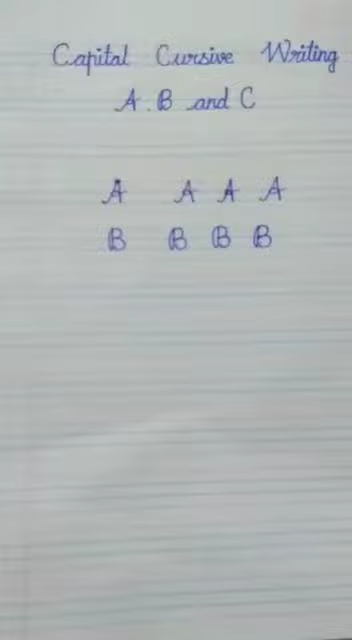 Capital Cursive Writing
A. B and C
A A A A
B B B B